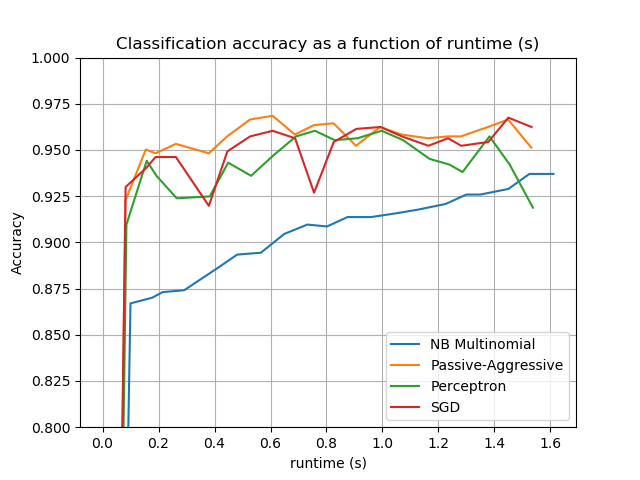 Classification accuracy as a function of runtime (s)
1.000
0.975
0.950
0.925
0.900
0.875
0.850
0.825
0.800
Accuracy
NB Multinomial
Passive-Aggressive
Perceptron
SGD
0.0 0.2 0.4 0.6 0.8 1.0 1.2 1.4 1.6
runtime (s)